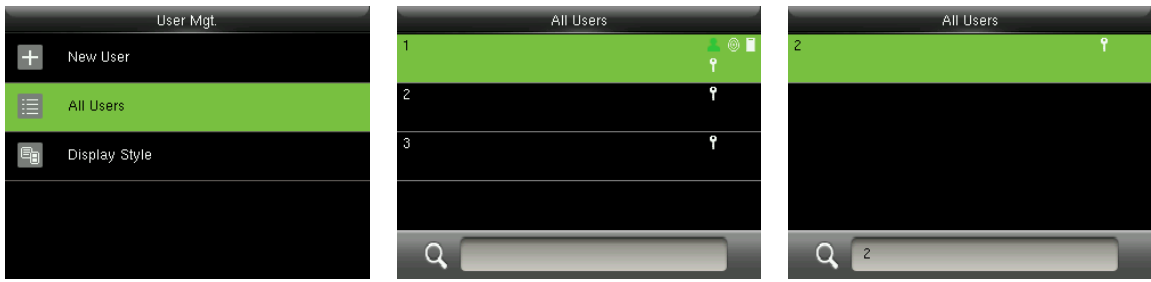 User Mgt.
New User
All Users
Display Style
All Users
1
2
3
All Users
2
2